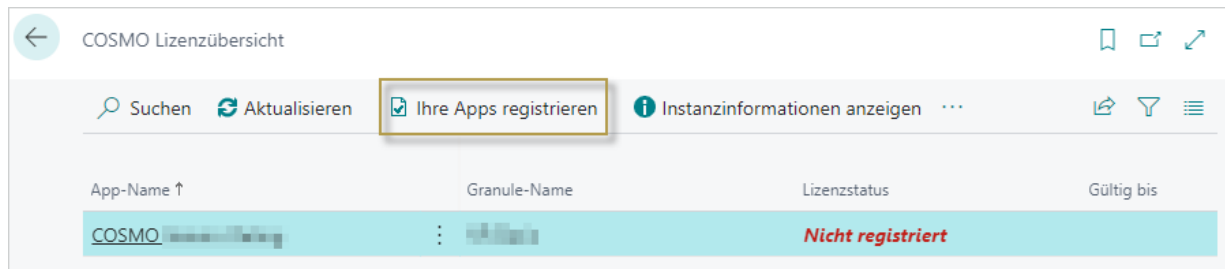 COSMO Lizenzübersicht
Suchen Aktualisieren Ihre Apps registrieren Instanzinformationen anzeigen ...
App-Name ↑ Granule-Name Lizenzstatus Gültig bis
COSMO Nicht registriert